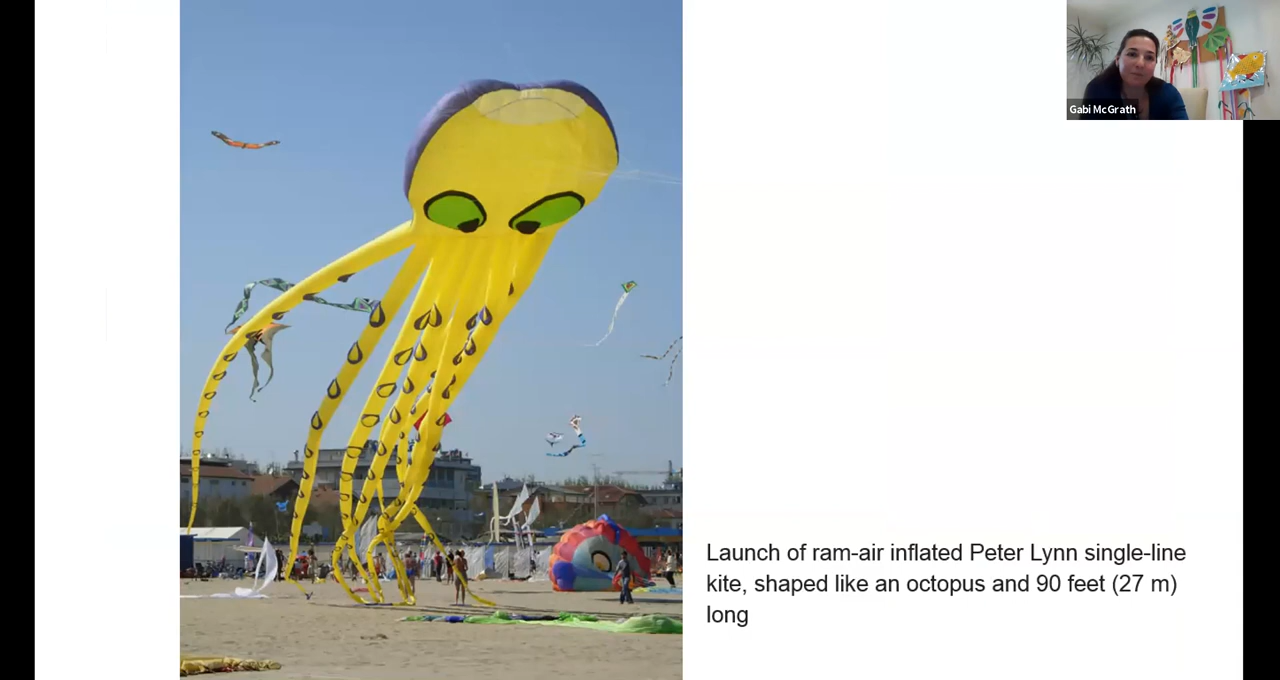 Gabi McGrath
Launch of ram-air inflated Peter Lynn single-line
kite, shaped like an octopus and 90 feet (27 m)
long